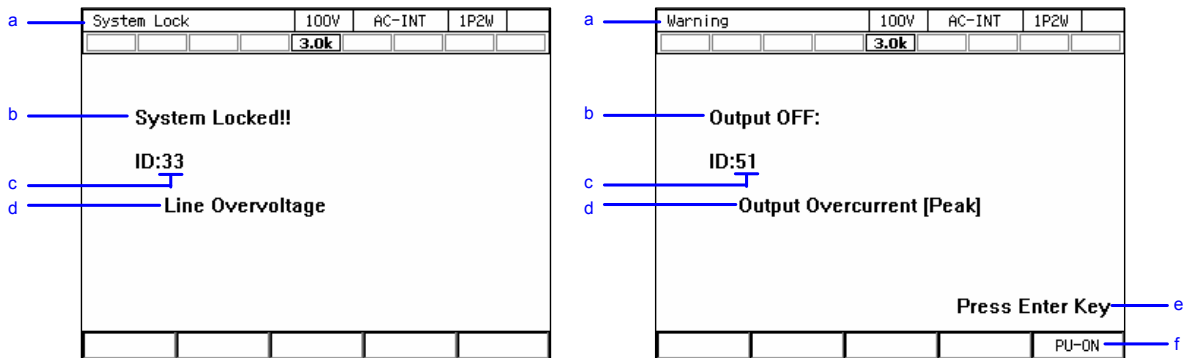 a System Lock 100V AC-INT 1P2W
3.0k
b System Locked!!
ID:33
c
d Line Overvoltage
a Warning 100V AC-INT 1P2W
3.0k
b Output OFF:
ID:51
c
d Output Overcurrent [Peak]
Press Enter Key e
PU-ON f